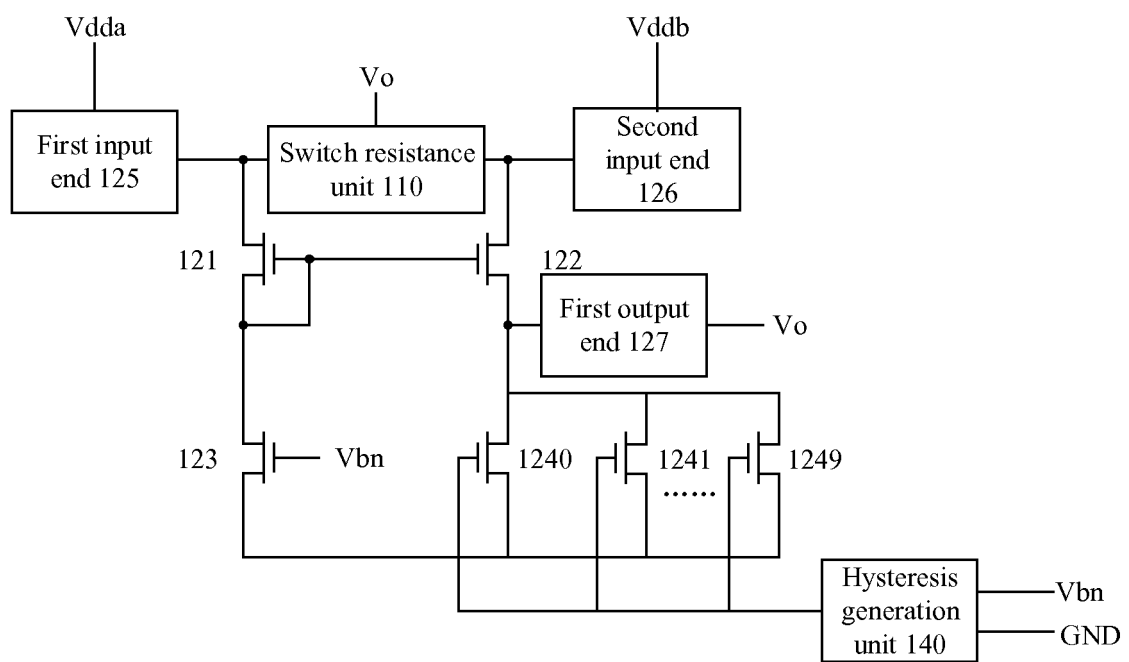 Vdda
Vddb
Vo
First input
end 125
Switch resistance
unit 110
Second
input end
126
121
122
First output
end 127
Vo
123
Vbn
1240
1241
1249
......
Hysteresis
generation
unit 140
Vbn
GND